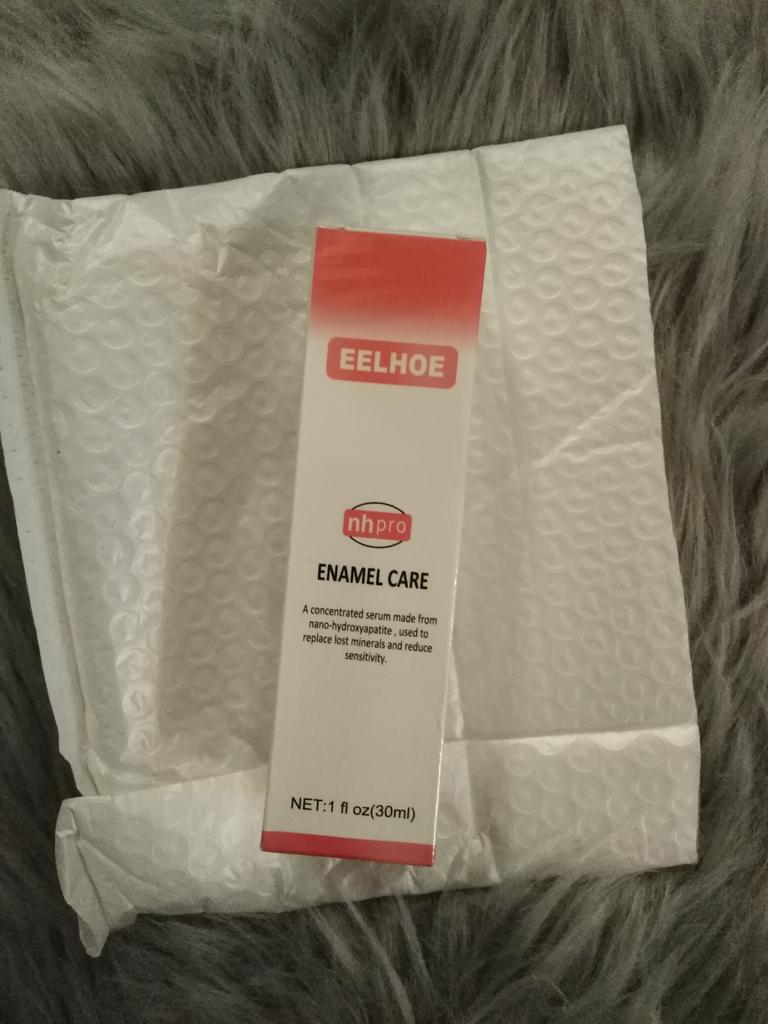 EELHOE
nhpro
ENAMEL CARE
A concentrated serum made from
nano-hydroxyapatite , used to
replace lost minerals and reduce
sensitivity.
NET:1 fl oz(30ml)